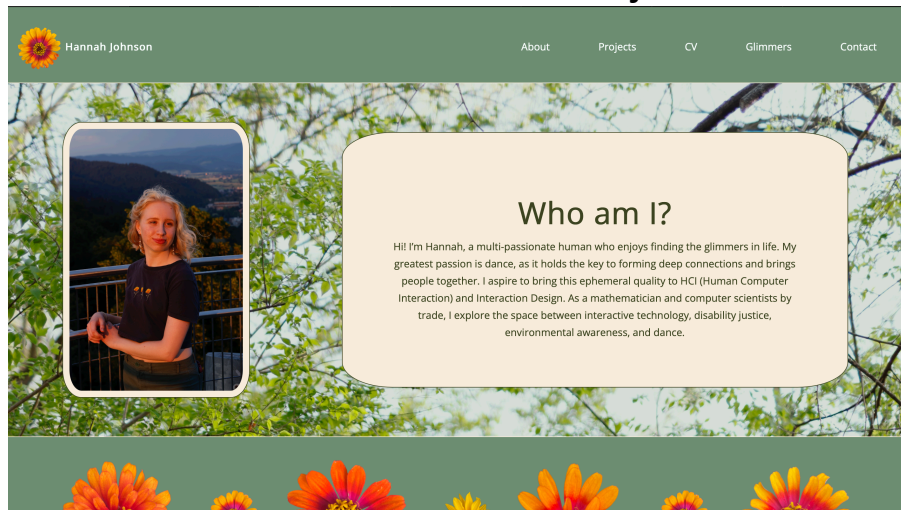 Hannah Johnson
About
Projects
CV
Glimmers
Contact
Who am I?
Hi! I'm Hannah, a multi-passionate human who enjoys finding the glimmers in life. My
greatest passion is dance, as it holds the key to forming deep connections and brings
people together. I aspire to bring this ephemeral quality to HCI (Human Computer
Interaction) and Interaction Design. As a mathematician and computer scientists by
trade, I explore the space between interactive technology, disability justice,
environmental awareness, and dance.